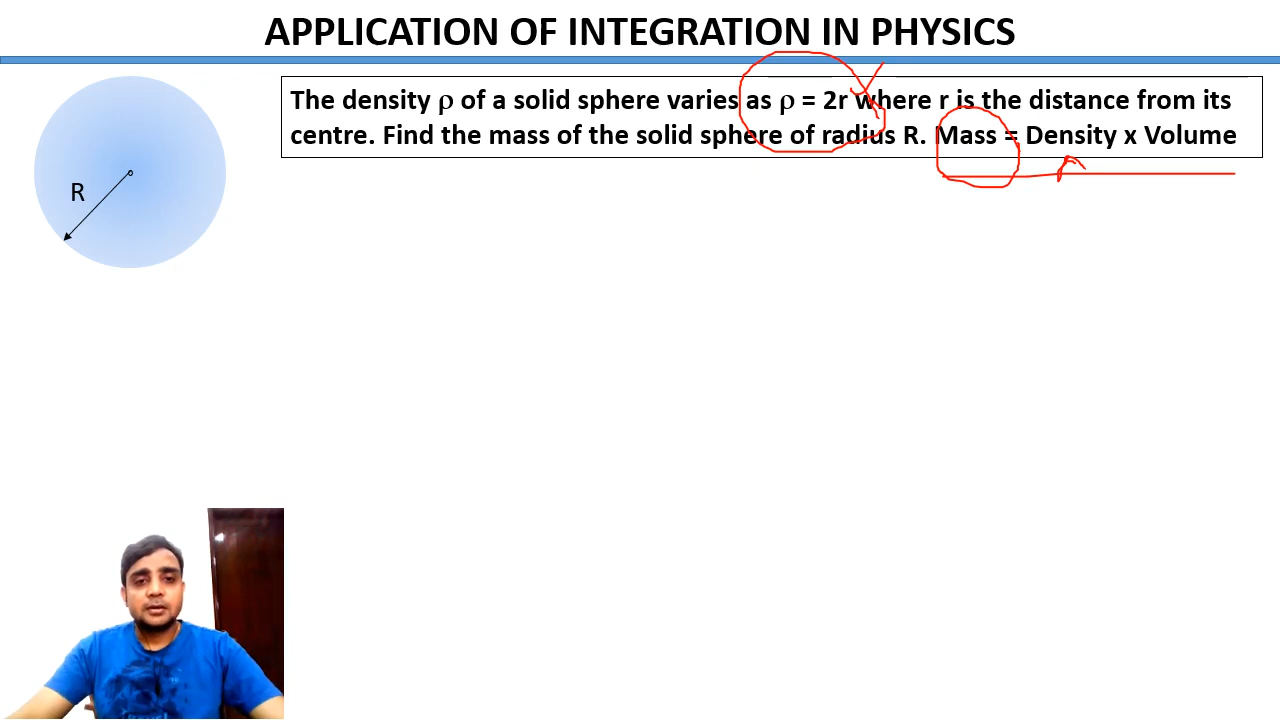 APPLICATION OF INTEGRATION IN PHYSICS
The density ρ of a solid sphere varies as ρ = 2r where r is the distance from its
centre. Find the mass of the solid sphere of radius R. Mass = Density x Volume
R